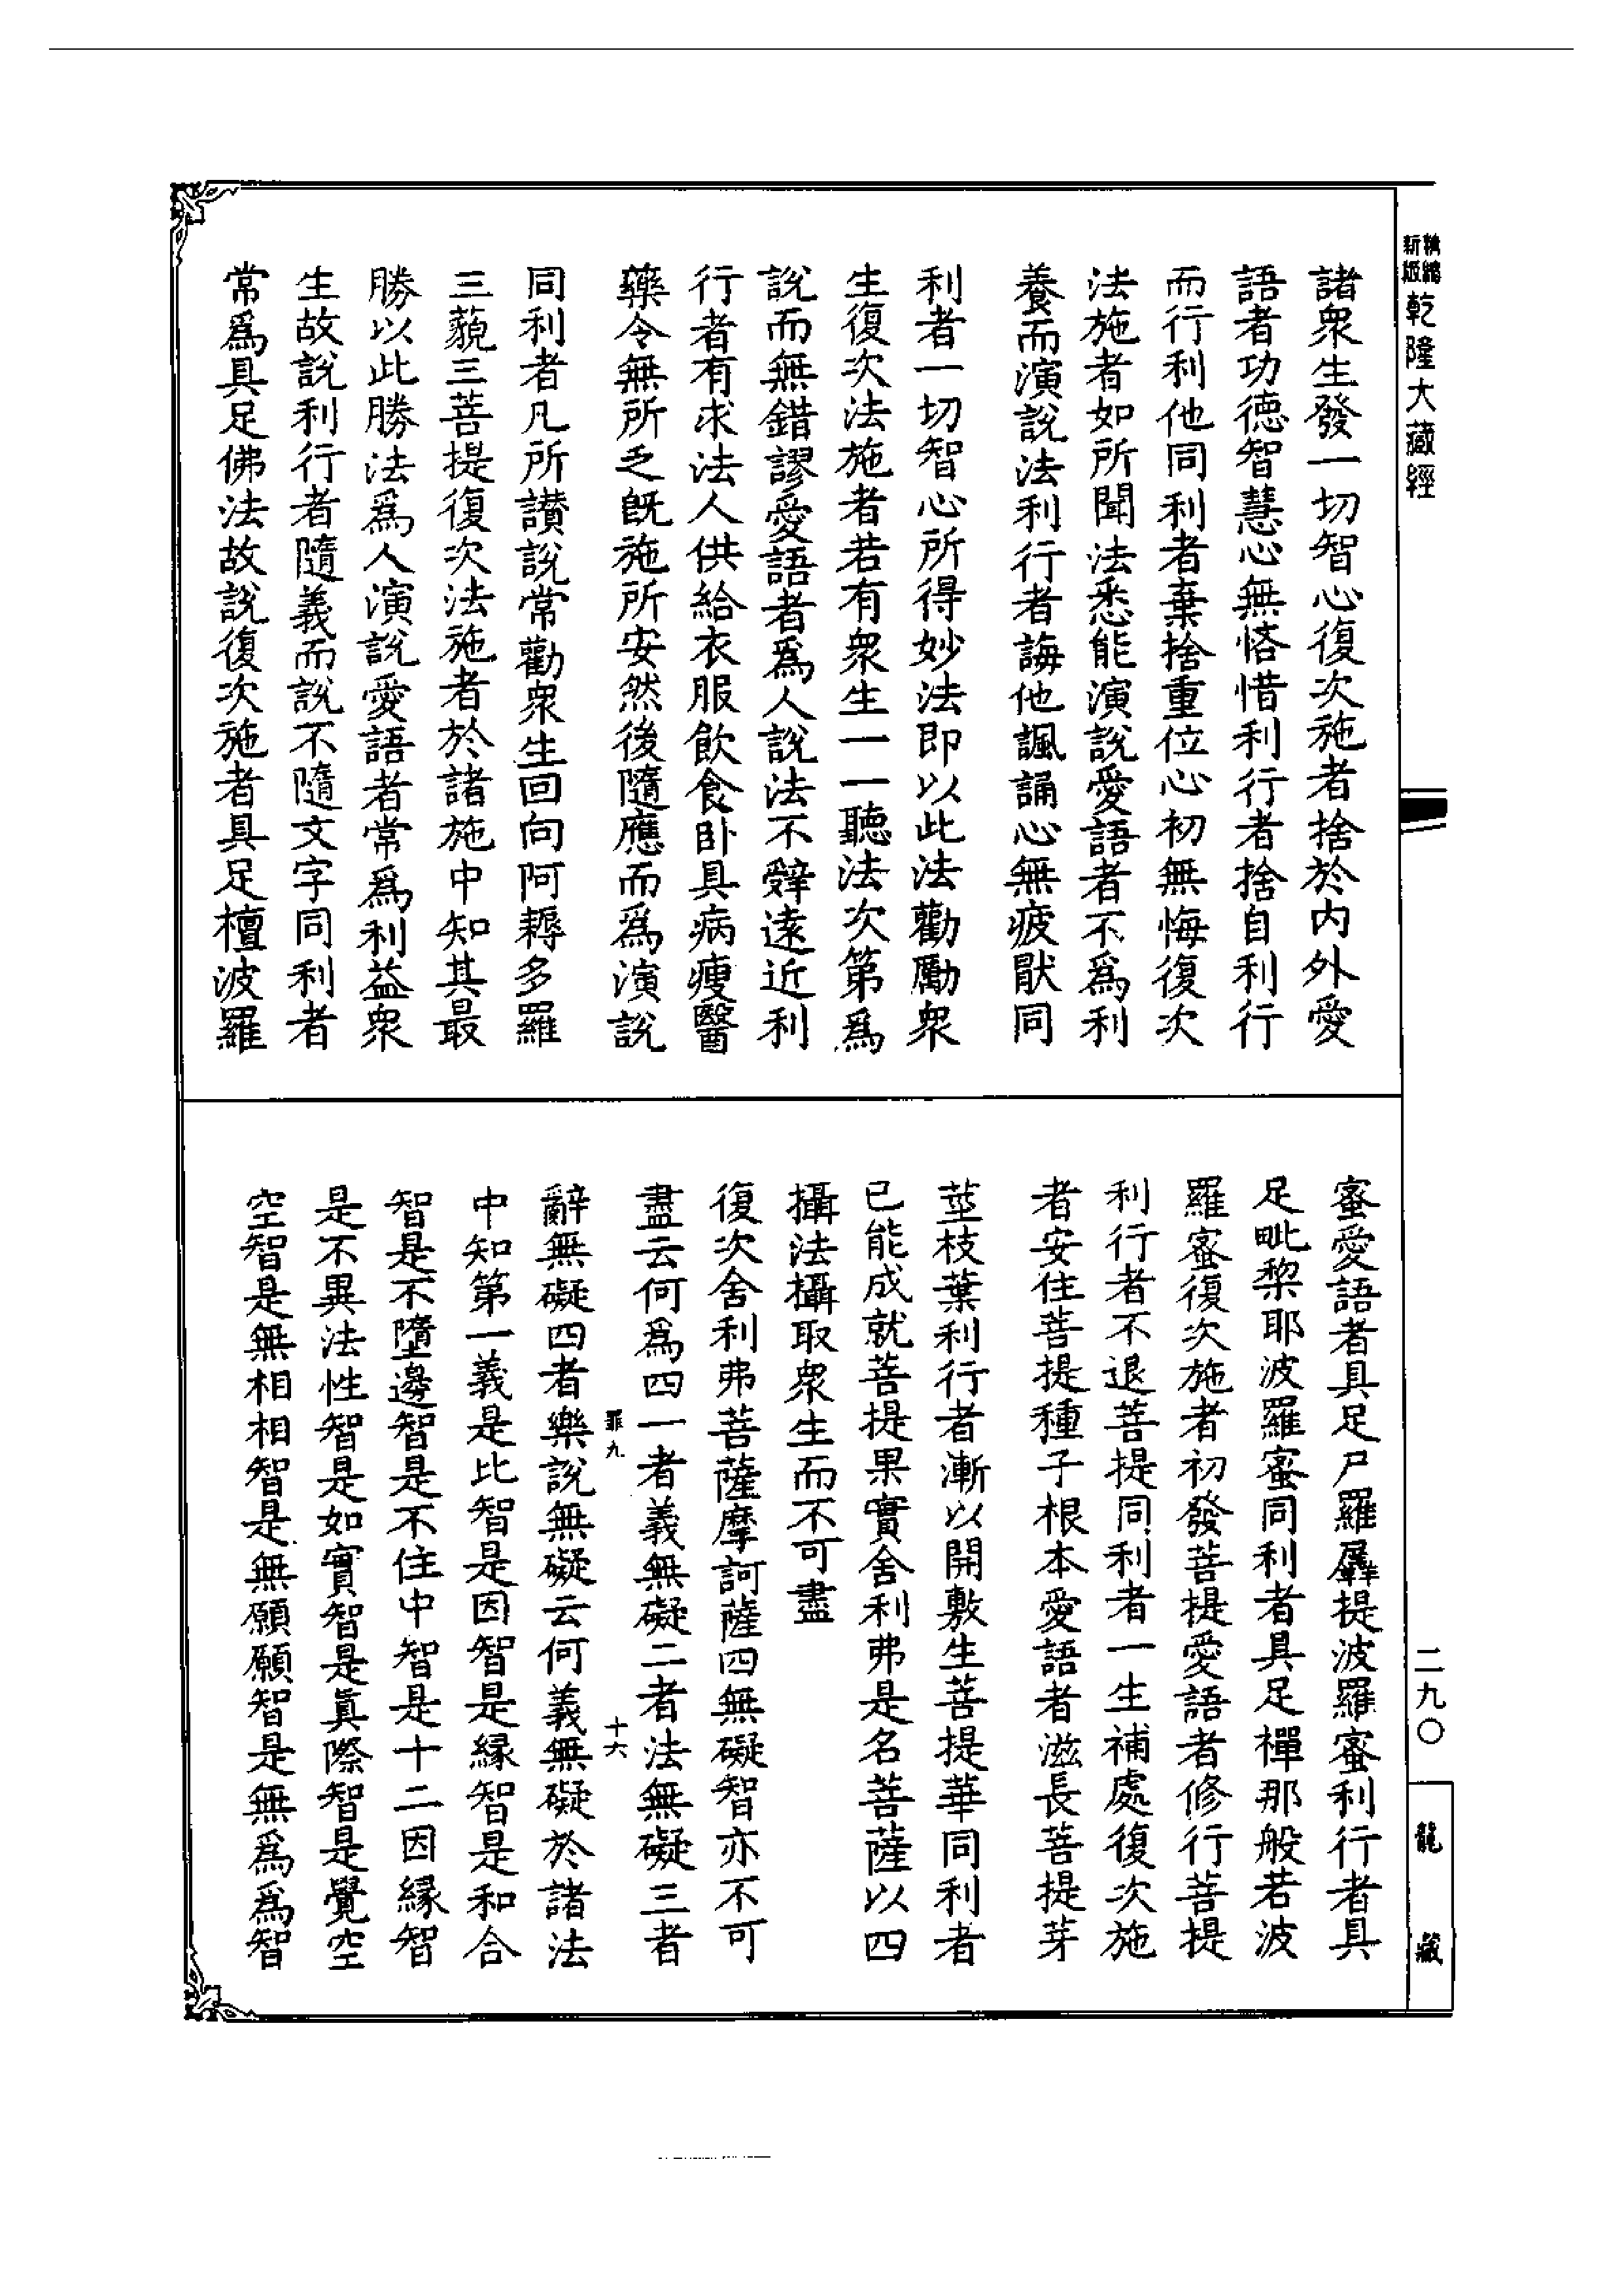 精編新版乾隆大藏經
諸衆生發一切智心復次施者捨於内外愛
語者功德智慧心無悋惜利行者捨自利行
而行利他同利者棄捨重位心初無悔復次
法施者如所聞法悉能演說愛語者不爲利
養而演説法利行者誨他諷誦心無疲猒同
利者一切智心所得妙法即以此法勸勵衆
生復次法施者若有衆生一一聽法次第爲
說而無錯謬愛語者爲人說法不辤遠近利
行者有求法人供給衣服飲食卧具病瘦醫
藥令無所乏旣施所安然後隨應而爲演說
同利者凡所讃說常勸衆生回向阿耨多羅
三藐三菩提復次法施者於諸施中知其最
勝以此勝法爲人演說愛語者常爲利益衆
生故說利行者隨義而說不隨文字同利者
常爲具足佛法故說復次施者具足檀波羅
蜜愛語者具足尸羅羼提波羅蜜利行者具
足毗棃耶波羅蜜同利者具足禪那般若波
羅蜜復次施者初發菩提愛語者修行菩提
利行者不退菩提同利者一生補處復次施
者安住菩提種子根本愛語者滋長菩提芽
莖枝葉利行者漸以開敷生菩提華同利者
已能成就菩提果實舍利弗是名菩薩以四
攝法攝取衆生而不可盡
復次舍利弗菩薩摩訶薩四無礙智亦不可
盡云何爲四一者義無礙二者法無礙三者
罪九 十六
辭無礙四者樂說無礙云何義無礙於諸法
中知第一義是比智是因智是緣智是和合
智是不墮邊智是不住中智是十二因緣智
是不異法性智是如實智是真際智是覺空
空智是無相相智是無願願智是無爲爲智
二九〇
龍藏